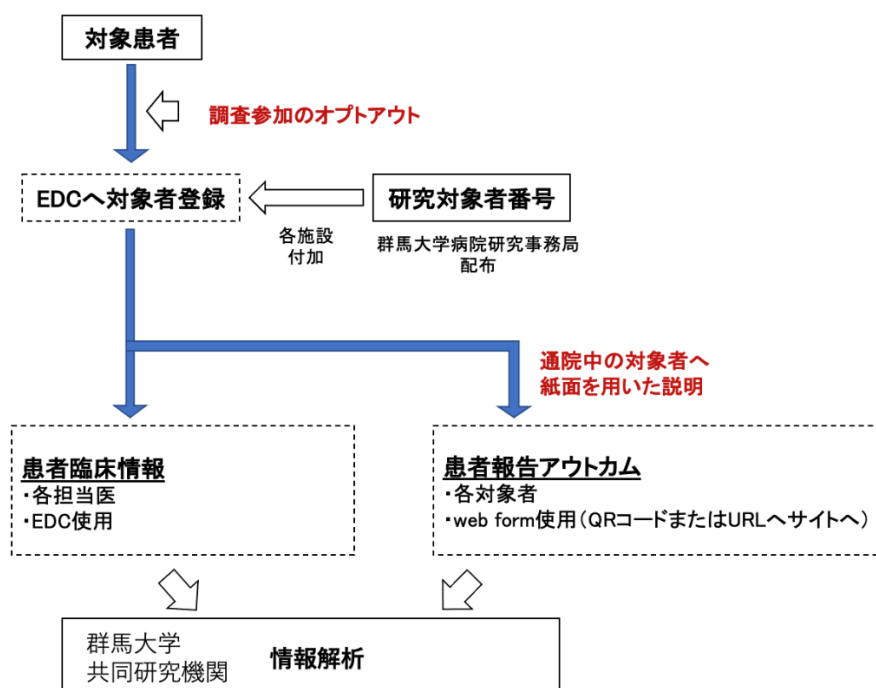 対象患者
調査参加のオプトアウト
EDCへ対象者登録
研究対象者番号
各施設
付加
群馬大学病院研究事務局
配布
通院中の対象者へ
紙面を用いた説明
患者臨床情報
・各担当医
・EDC使用
患者報告アウトカム
・各対象者
・web form使用（QRコードまたはURLへサイトへ）
群馬大学
共同研究機関
情報解析